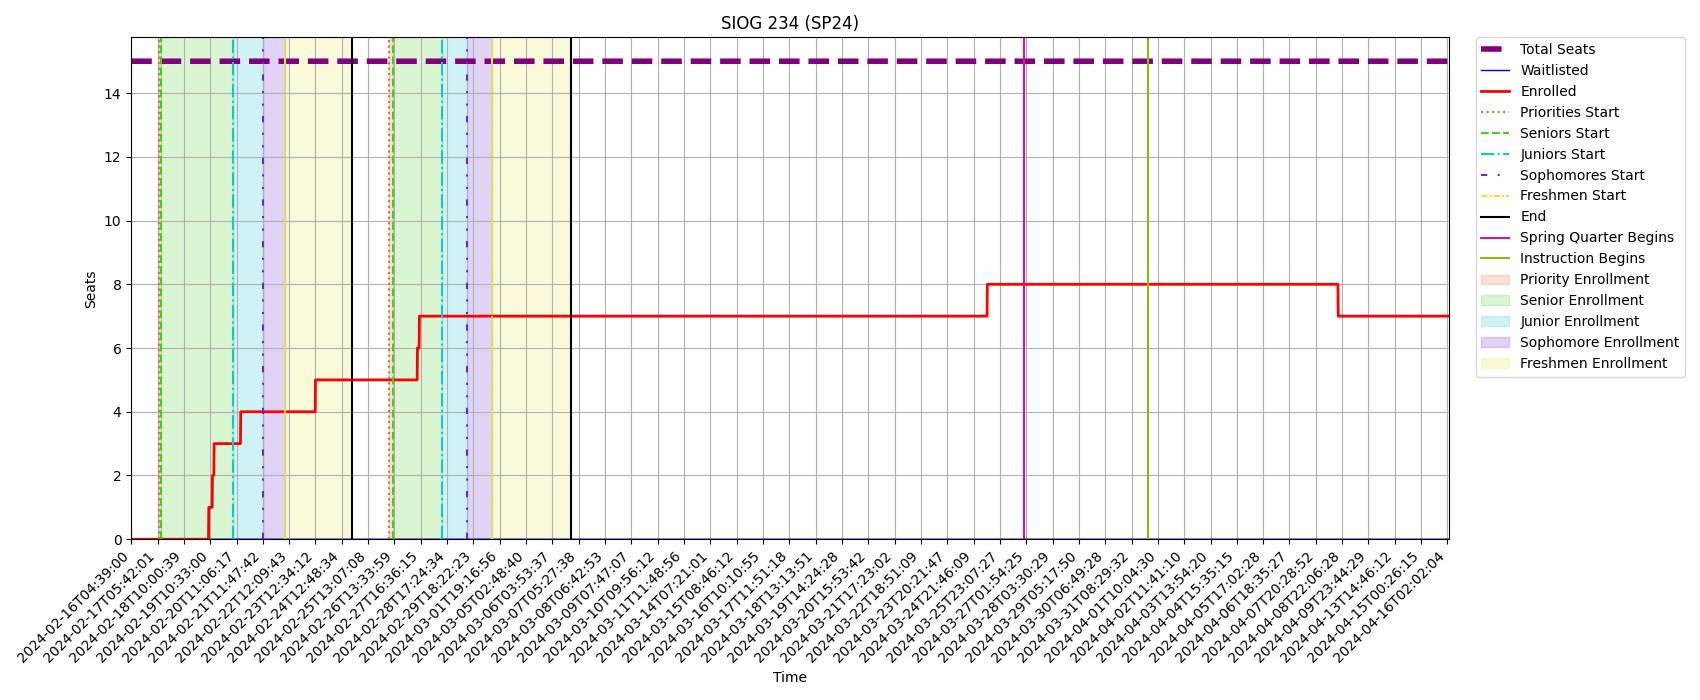 SIOG 234 (SP24)
Seats
14
12
10
8
6
4
2
0
2024-02-16T04:39:00
2024-02-17T05:42:01
2024-02-18T10:00:39
2024-02-19T10:33:00
2024-02-20T11:06:17
2024-02-21T11:47:42
2024-02-22T12:09:43
2024-02-23T12:34:12
2024-02-24T12:48:34
2024-02-25T13:07:08
2024-02-26T13:33:59
2024-02-27T16:36:15
2024-02-28T17:24:34
2024-02-29T18:22:23
2024-03-01T19:16:56
2024-03-05T02:48:40
2024-03-06T03:53:37
2024-03-07T05:27:38
2024-03-08T06:42:53
2024-03-09T07:47:07
2024-03-10T09:56:12
2024-03-11T11:48:56
2024-03-14T07:21:01
2024-03-15T08:46:12
2024-03-16T10:10:55
2024-03-17T11:51:18
2024-03-18T13:13:51
2024-03-19T14:24:28
2024-03-20T15:53:42
2024-03-21T17:23:02
2024-03-22T18:51:09
2024-03-23T20:21:47
2024-03-24T21:46:09
2024-03-25T23:07:27
2024-03-27T01:54:25
2024-03-28T03:30:29
2024-03-29T05:17:50
2024-03-30T06:49:28
2024-03-31T08:29:32
2024-04-01T10:04:30
2024-04-02T11:41:10
2024-04-03T13:54:20
2024-04-04T15:35:15
2024-04-05T17:02:28
2024-04-06T18:35:27
2024-04-07T20:28:52
2024-04-08T22:06:28
2024-04-09T23:44:29
2024-04-13T14:46:12
2024-04-15T00:26:15
2024-04-16T02:02:04
Time
Total Seats
Waitlisted
Enrolled
Priorities Start
Seniors Start
Juniors Start
Sophomores Start
Freshmen Start
End
Spring Quarter Begins
Instruction Begins
Priority Enrollment
Senior Enrollment
Junior Enrollment
Sophomore Enrollment
Freshmen Enrollment